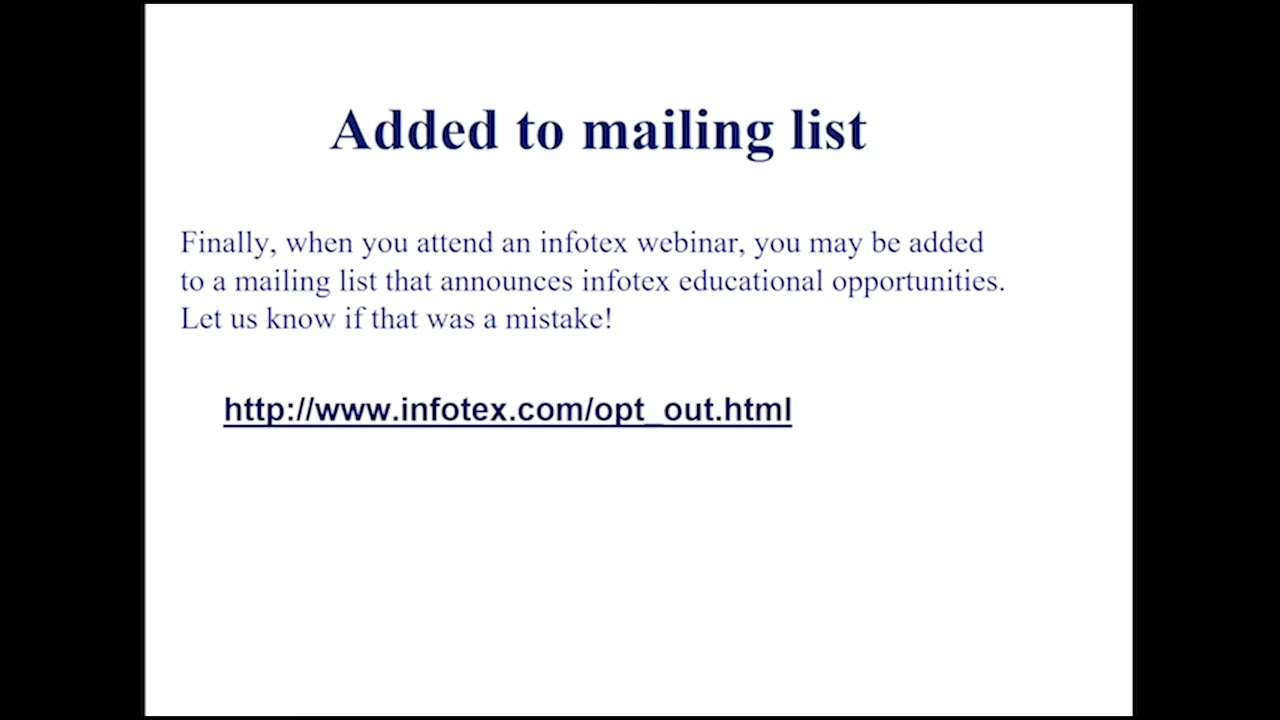 Added to mailing list
Finally, when you attend an infotex webinar, you may be added
to a mailing list that announces infotex educational opportunities.
Let us know if that was a mistake!
http://www.infotex.com/opt_out.html